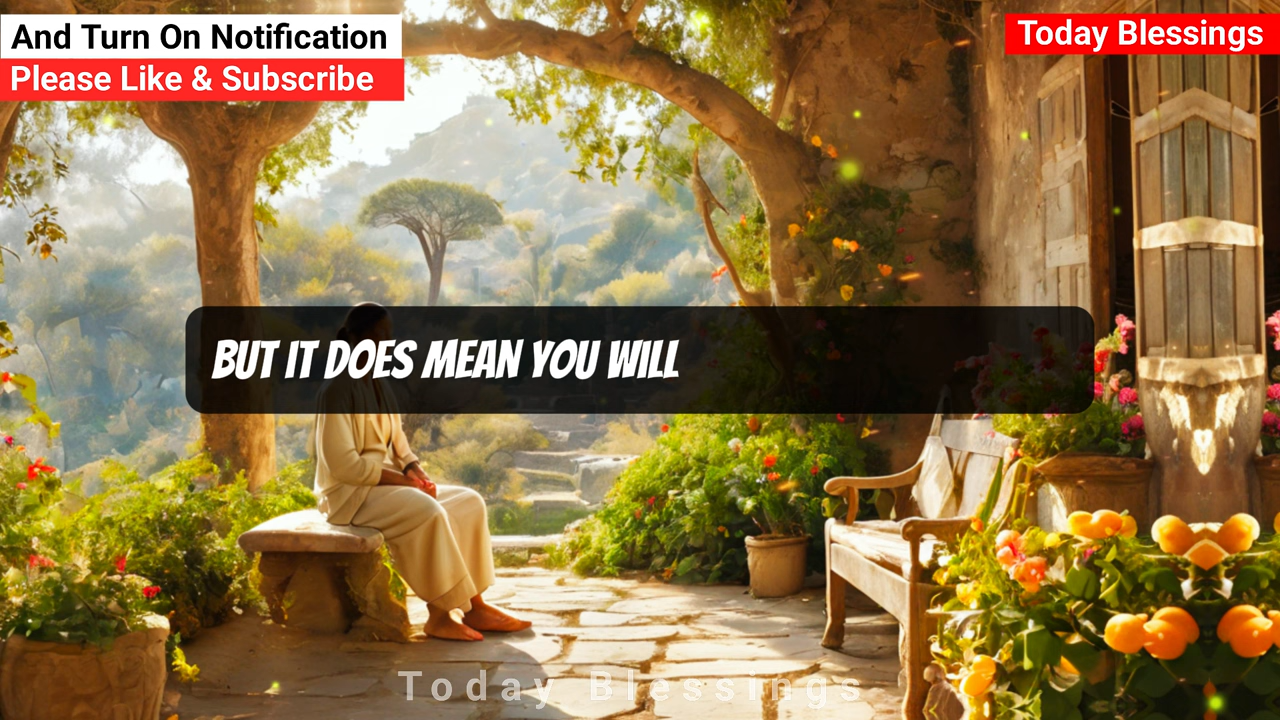 And Turn On Notification
Please Like & Subscribe
Today Blessings
BUT IT DOES MEAN YOU WILL
Today Blessings